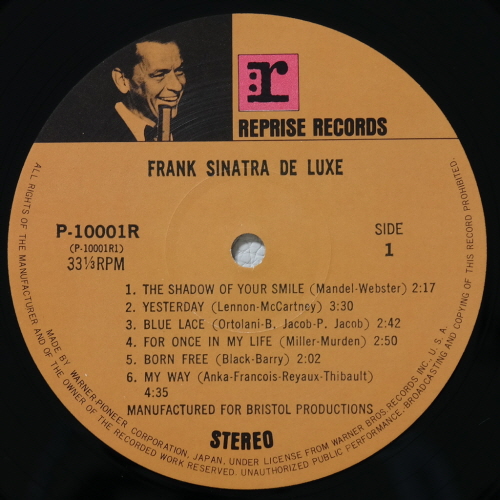 r
REPRISE RECORDS
FRANK SINATRA DE LUXE
P-10001R
(P-10001R1)
33⅓RPM
SIDE
1
1. THE SHADOW OF YOUR SMILE (Mandel-Webster) 2:17
2. YESTERDAY (Lennon-McCartney) 3:30
3. BLUE LACE (Ortolani-B. Jacob-P. Jacob) 2:42
4. FOR ONCE IN MY LIFE (Miller-Murden) 2:50
5. BORN FREE (Black-Barry) 2:02
6. MY WAY (Anka-Francois-Reyaux-Thibault)
4:35
MANUFACTURED FOR BRISTOL PRODUCTIONS
STEREO
MADE BY WARNER-PIONEER CORPORATION, JAPAN, UNDER LICENSE FROM WARNER BROS. RECORDS INC., U.S.A.
ALL RIGHTS OF THE MANUFACTURER AND OF THE OWNER OF THE RECORDED WORK RESERVED. UNAUTHORIZED PUBLIC PERFORMANCE, BROADCASTING AND COPYING OF THIS RECORD PROHIBITED.